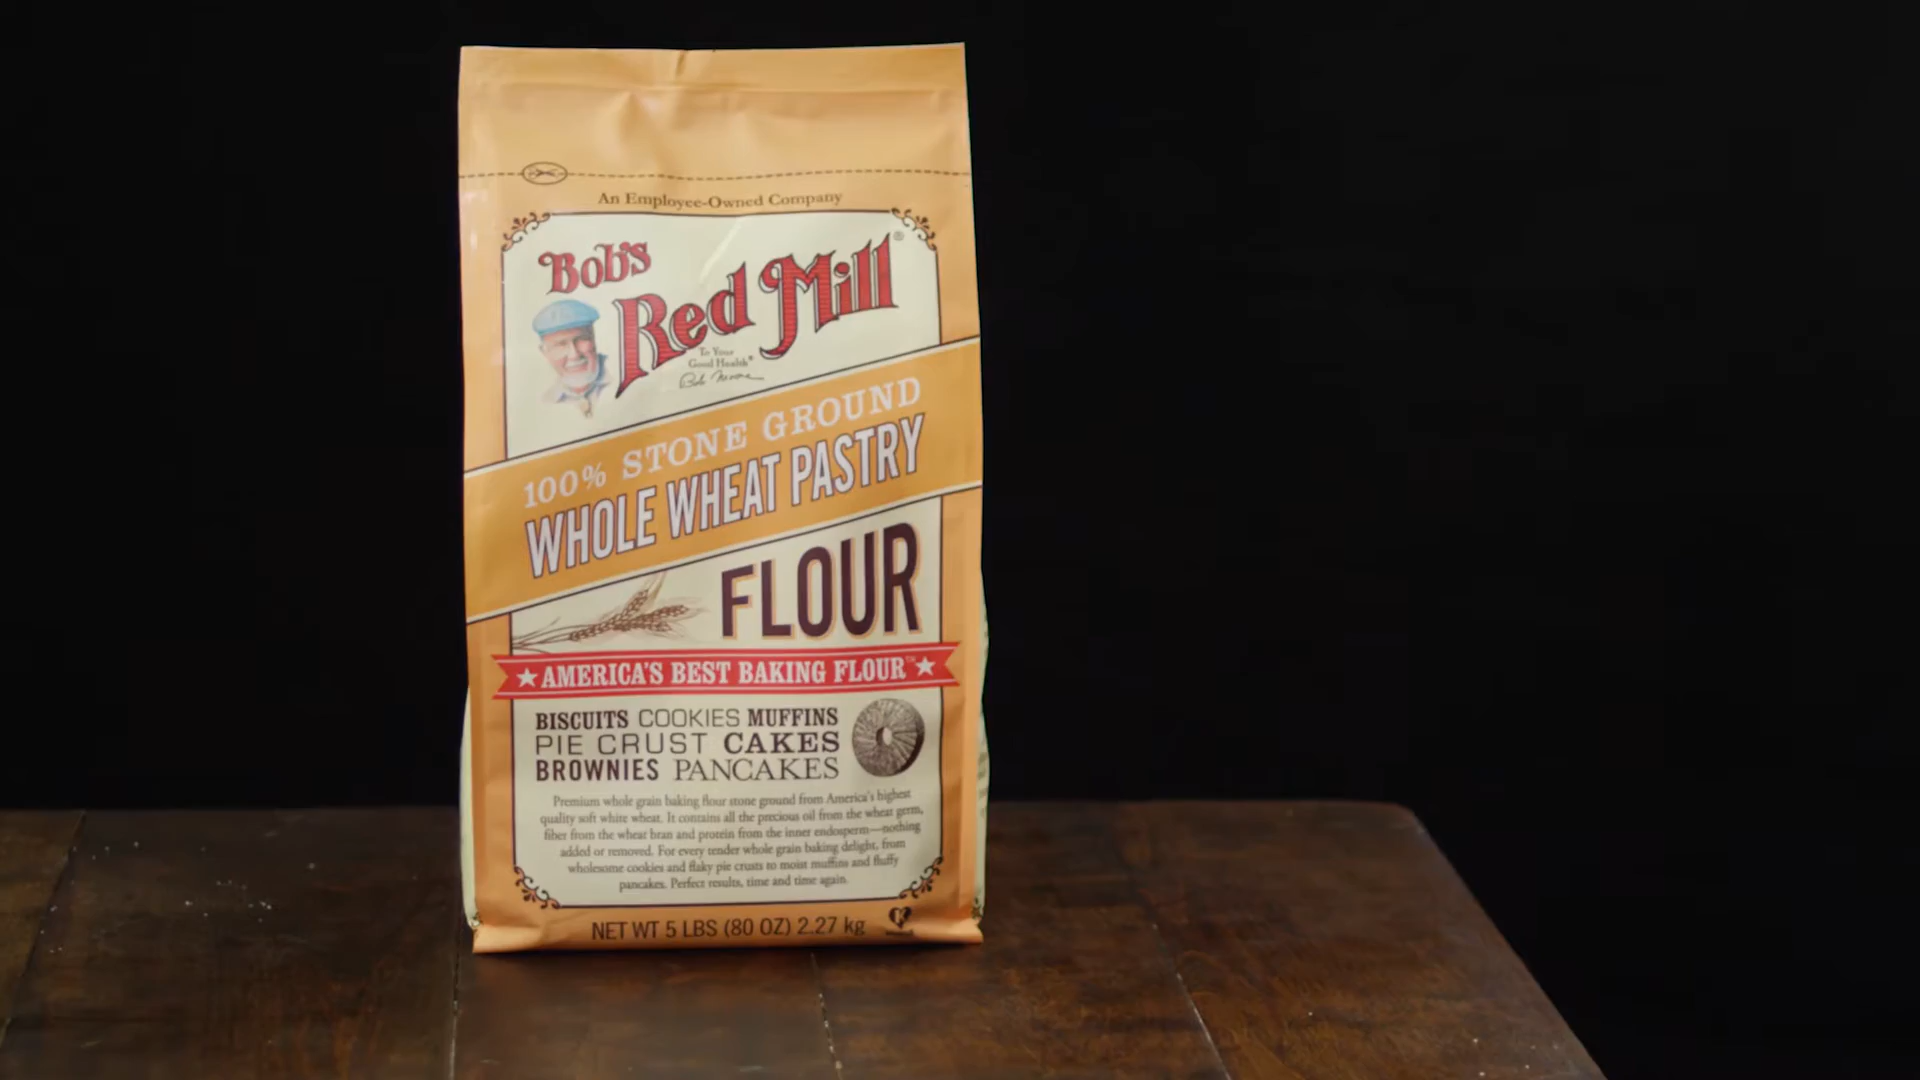 An Employee-Owned Company
Bob's
Red Mill®
To Your
Good Health®
Bob Moore
100% STONE GROUND
WHOLE WHEAT PASTRY
FLOUR
★ AMERICA'S BEST BAKING FLOUR™ ★
BISCUITS COOKIES MUFFINS
PIE CRUST CAKES
BROWNIES PANCAKES
Premium whole grain baking flour stone ground from America's highest
quality soft white wheat. It contains all the precious oil from the wheat germ,
fiber from the wheat bran and protein from the inner endosperm—nothing
added or removed. For every tender whole grain baking delight, from
wholesome cookies and flaky pie crusts to moist muffins and fluffy
pancakes. Perfect results, time and time again.
NET WT 5 LBS (80 OZ) 2.27 kg
K